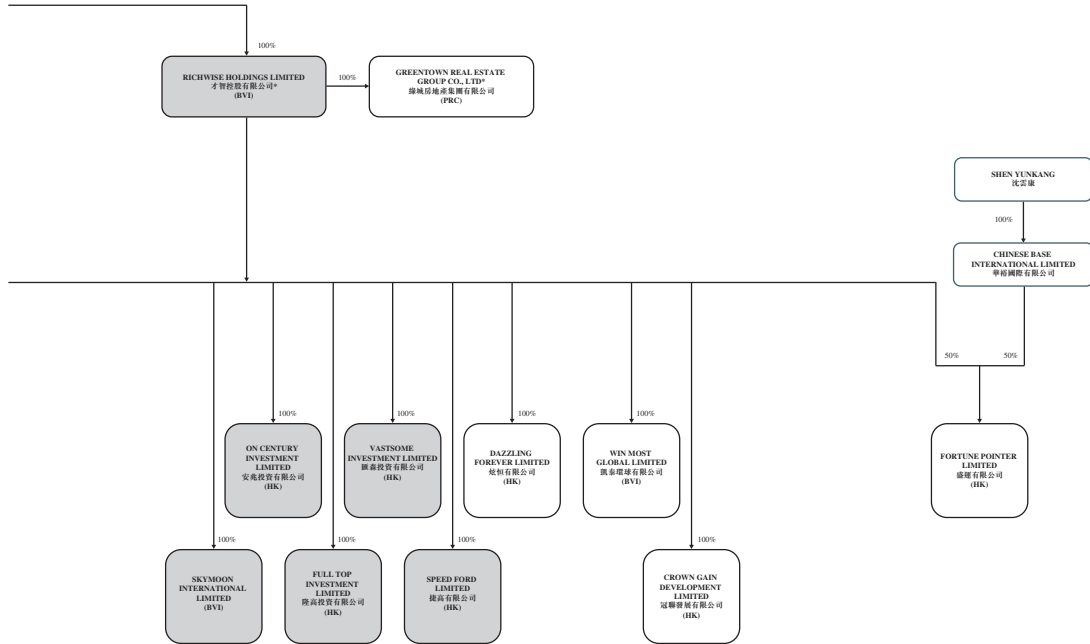 100%
RICHWISE HOLDINGS LIMITED
才智控股有限公司*
(BVI)
100%
GREENTOWN REAL ESTATE
GROUP CO., LTD*
綠城房地產集團有限公司
(PRC)
SHEN YUNKANG
沈雲康
100%
CHINESE BASE
INTERNATIONAL LIMITED
華裕國際有限公司
50%
50%
100%
100%
100%
100%
ON CENTURY
INVESTMENT
LIMITED
安兆投資有限公司
(HK)
VASTSOME
INVESTMENT LIMITED
匯森投資有限公司
(HK)
DAZZLING
FOREVER LIMITED
炫恒有限公司
(HK)
WIN MOST
GLOBAL LIMITED
凱泰環球有限公司
(BVI)
FORTUNE POINTER
LIMITED
盛運有限公司
(HK)
100%
100%
100%
100%
SKYMOON
INTERNATIONAL
LIMITED
(BVI)
FULL TOP
INVESTMENT
LIMITED
隆高投資有限公司
(HK)
SPEED FORD
LIMITED
捷高有限公司
(HK)
CROWN GAIN
DEVELOPMENT
LIMITED
冠聯發展有限公司
(HK)